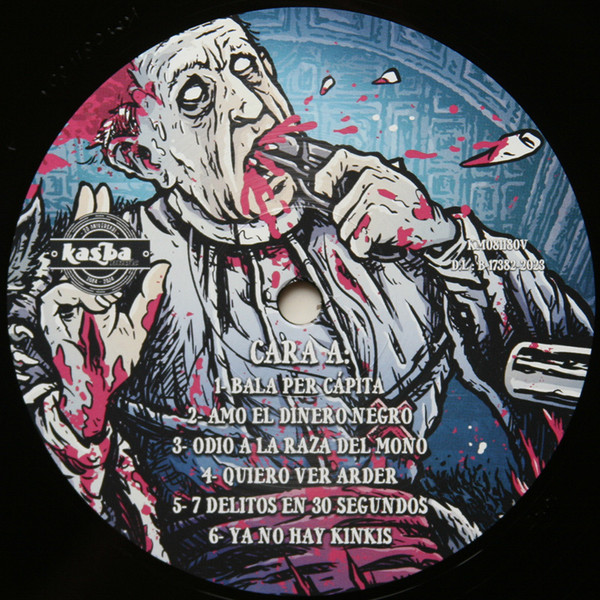 kasba
KM08H80V
D.L.: B-17382-2023
CARA A:
1- BALA PER CÁPITA
2- AMO EL DINERO NEGRO
3- ODIO A LA RAZA DEL MONO
4- QUIERO VER ARDER
5- 7 DELITOS EN 30 SEGUNDOS
6- YA NO HAY KINKIS